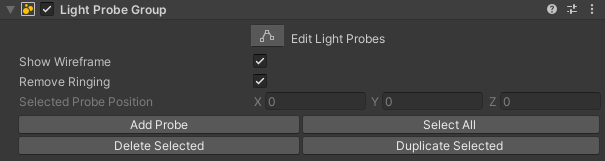 Light Probe Group
Edit Light Probes
Show Wireframe
Remove Ringing
Selected Probe Position X 0 Y 0 Z 0
Add Probe Select All
Delete Selected Duplicate Selected